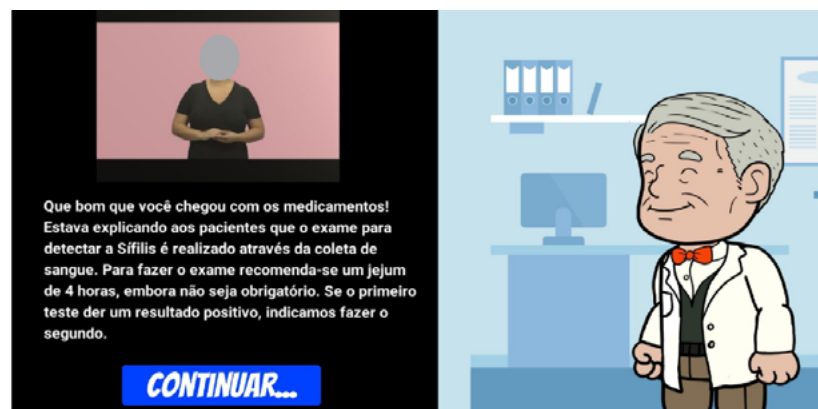 Que bom que você chegou com os medicamentos!
Estava explicando aos pacientes que o exame para
detectar a Sífilis é realizado através da coleta de
sangue. Para fazer o exame recomenda-se um jejum
de 4 horas, embora não seja obrigatório. Se o primeiro
teste der um resultado positivo, indicamos fazer o
segundo.
CONTINUAR...